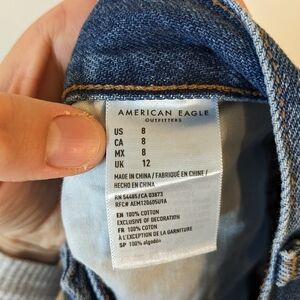 AMERICAN EAGLE
OUTFITTERS
US 8
CA 8
MX 8
UK 12
MADE IN CHINA / FABRIQUÉ EN CHINE /
HECHO EN CHINA
RN 54485/CA 03873
RFC# AEM120605U9A
EN 100% COTTON
EXCLUSIVE OF DECORATION
FR 100% COTON
À L'EXCEPTION DE LA GARNITURE
SP 100% algodón